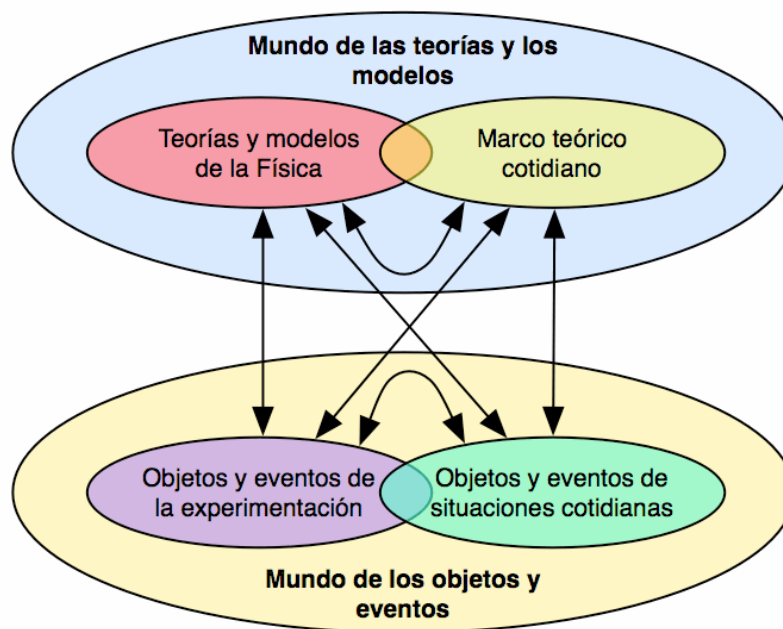 Mundo de las teorías y los
modelos
Teorías y modelos
de la Física
Marco teórico
cotidiano
Objetos y eventos de
la experimentación
Objetos y eventos de
situaciones cotidianas
Mundo de los objetos y
eventos